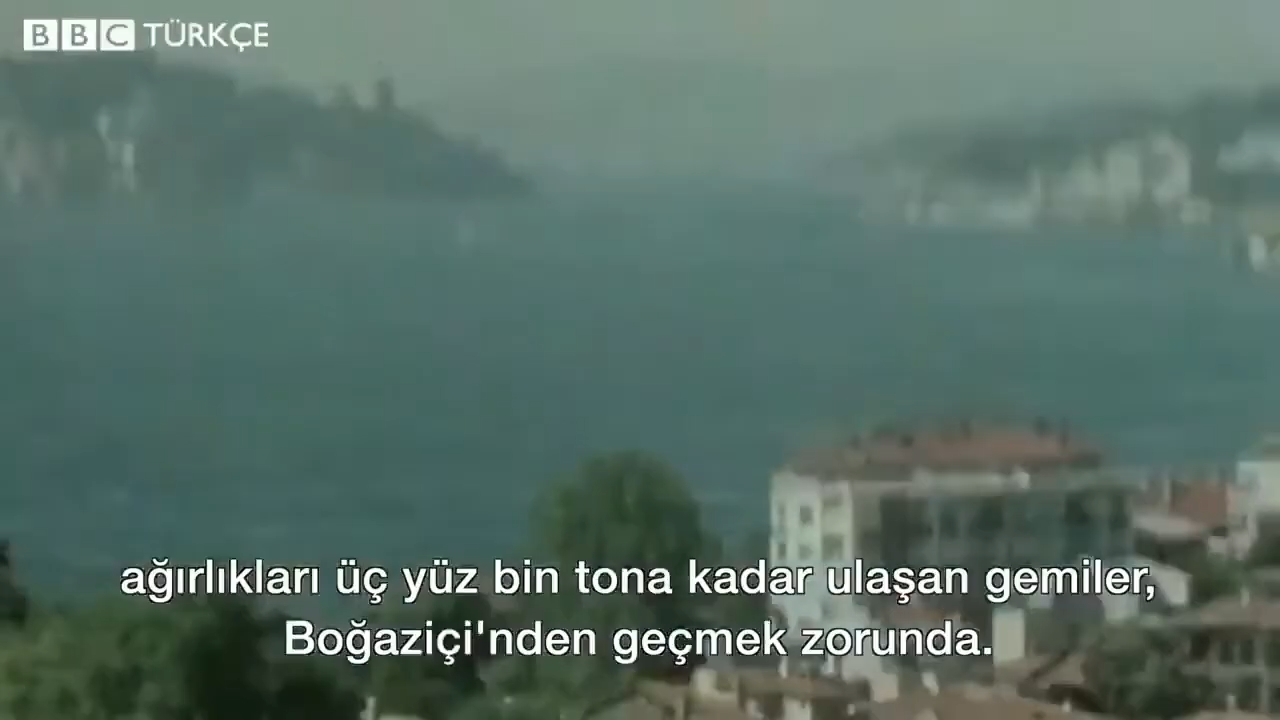 BBC TÜRKÇE
ağırlıkları üç yüz bin tona kadar ulaşan gemiler,
Boğaziçi'nden geçmek zorunda.